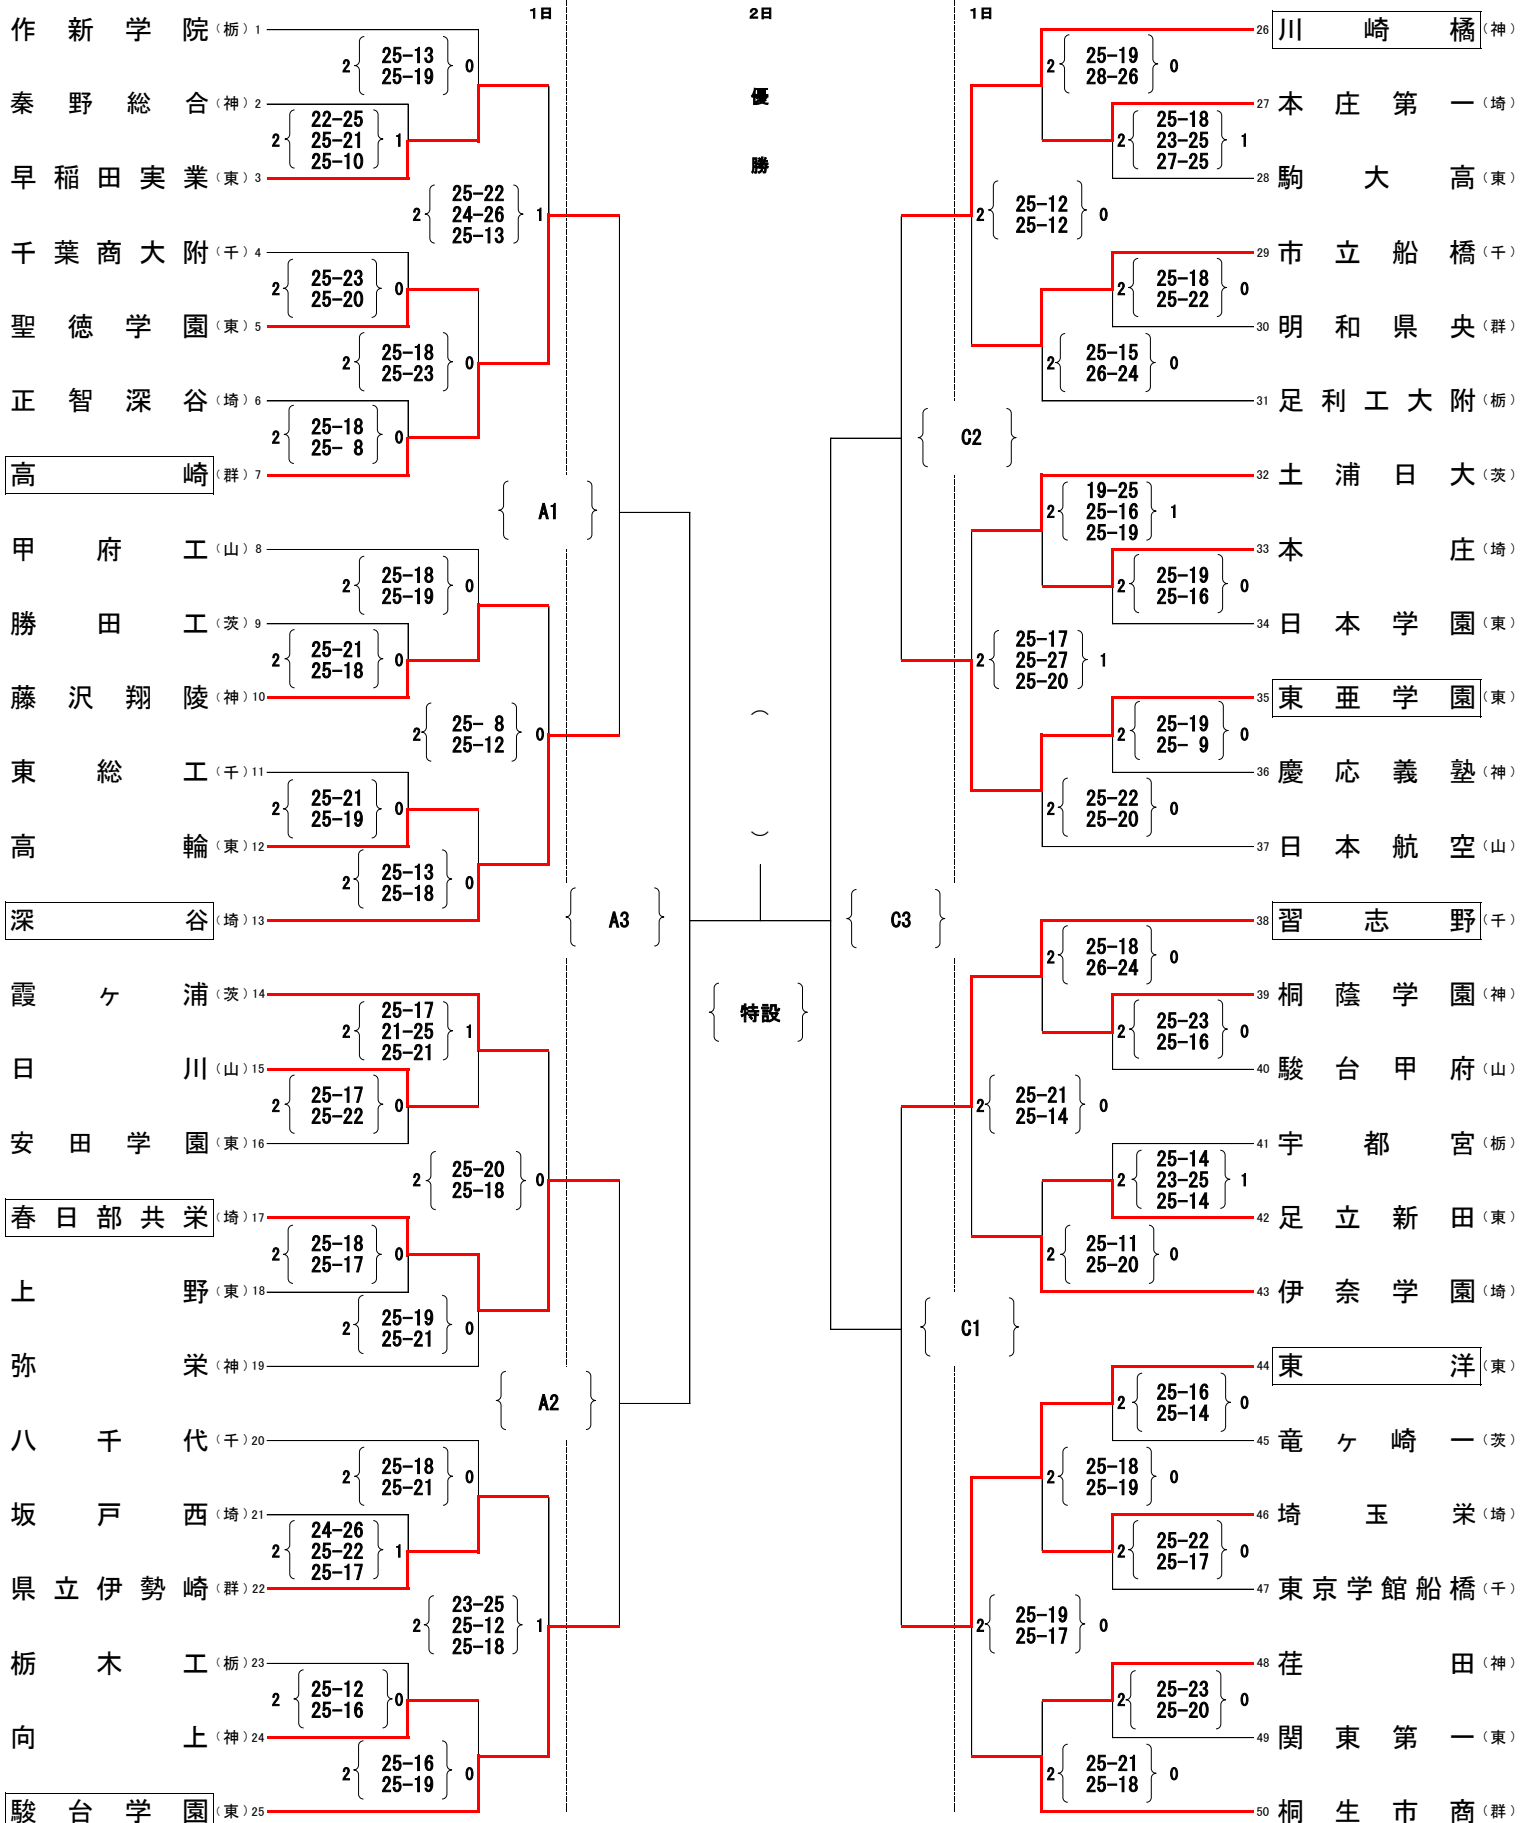 1日
2日
1日
優
勝
作新学院（栃）1
秦野総合（神）2
早稲田実業（東）3
千葉商大附（千）4
聖徳学園（東）5
正智深谷（埼）6
高崎（群）7
甲府工（山）8
勝田工（茨）9
藤沢翔陵（神）10
東総工（千）11
高輪（東）12
深谷（埼）13
霞ヶ浦（茨）14
日川（山）15
安田学園（東）16
春日部共栄（埼）17
上野（東）18
弥栄（神）19
八千代（千）20
坂戸西（埼）21
県立伊勢崎（群）22
栃木工（栃）23
向上（神）24
駿台学園（東）25
2 25-13 0
25-19
22-25
2 25-21 1
25-10
25-22
2 24-26 1
25-13
2 25-23 0
25-20
2 25-18 0
25-23
2 25-18 0
25- 8
A1
2 25-18 0
25-19
2 25-21 0
25-18
2 25- 8 0
25-12
2 25-21 0
25-19
2 25-13 0
25-18
A3
25-17
2 21-25 1
25-21
2 25-17 0
25-22
2 25-20 0
25-18
2 25-18 0
25-17
2 25-19 0
25-21
A2
2 25-18 0
25-21
24-26
2 25-22 1
25-17
23-25
2 25-12 1
25-18
2 25-12 0
25-16
2 25-16 0
25-19
（
）
特設
26 川崎橘（神）
27 本庄第一（埼）
28 駒大高（東）
29 市立船橋（千）
30 明和県央（群）
31 足利工大附（栃）
32 土浦日大（茨）
33 本庄（埼）
34 日本学園（東）
35 東亜学園（東）
36 慶応義塾（神）
37 日本航空（山）
38 習志野（千）
39 桐蔭学園（神）
40 駿台甲府（山）
41 宇都宮（栃）
42 足立新田（東）
43 伊奈学園（埼）
44 東洋（東）
45 竜ヶ崎一（茨）
46 埼玉栄（埼）
47 東京学館船橋（千）
48 荏田（神）
49 関東第一（東）
50 桐生市商（群）
2 25-19 0
28-26
25-18
2 23-25 1
27-25
2 25-12 0
25-12
2 25-18 0
25-22
2 25-15 0
26-24
C2
19-25
2 25-16 1
25-19
2 25-19 0
25-16
25-17
2 25-27 1
25-20
2 25-19 0
25- 9
2 25-22 0
25-20
C3
2 25-18 0
26-24
2 25-23 0
25-16
2 25-21 0
25-14
25-14
2 23-25 1
25-14
2 25-11 0
25-20
C1
2 25-16 0
25-14
2 25-18 0
25-19
2 25-22 0
25-17
2 25-19 0
25-17
2 25-23 0
25-20
2 25-21 0
25-18